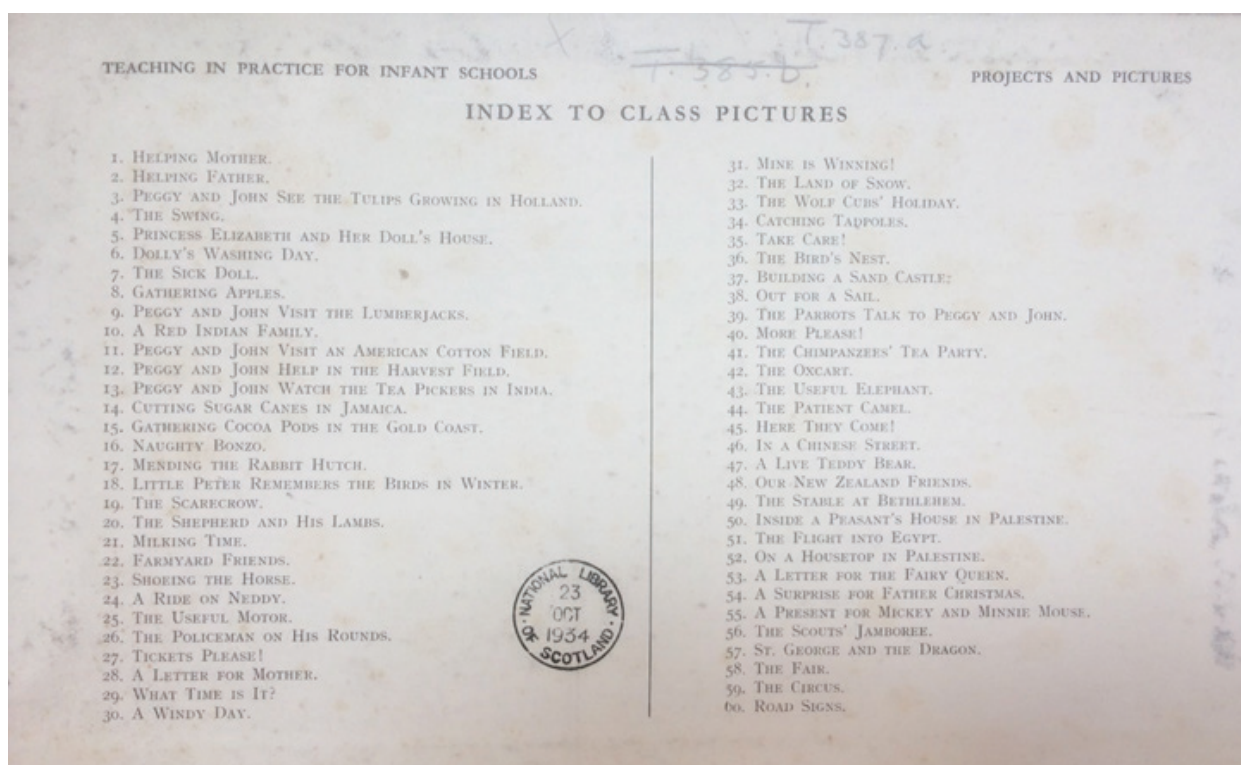 T. 387. a
T. 385. b.
TEACHING IN PRACTICE FOR INFANT SCHOOLS
PROJECTS AND PICTURES
INDEX TO CLASS PICTURES
1. HELPING MOTHER.
2. HELPING FATHER.
3. PEGGY AND JOHN SEE THE TULIPS GROWING IN HOLLAND.
4. THE SWING.
5. PRINCESS ELIZABETH AND HER DOLL'S HOUSE.
6. DOLLY'S WASHING DAY.
7. THE SICK DOLL.
8. GATHERING APPLES.
9. PEGGY AND JOHN VISIT THE LUMBERJACKS.
10. A RED INDIAN FAMILY.
11. PEGGY AND JOHN VISIT AN AMERICAN COTTON FIELD.
12. PEGGY AND JOHN HELP IN THE HARVEST FIELD.
13. PEGGY AND JOHN WATCH THE TEA PICKERS IN INDIA.
14. CUTTING SUGAR CANES IN JAMAICA.
15. GATHERING COCOA PODS IN THE GOLD COAST.
16. NAUGHTY BONZO.
17. MENDING THE RABBIT HUTCH.
18. LITTLE PETER REMEMBERS THE BIRDS IN WINTER.
19. THE SCARECROW.
20. THE SHEPHERD AND HIS LAMBS.
21. MILKING TIME.
22. FARMYARD FRIENDS.
23. SHOEING THE HORSE.
24. A RIDE ON NEDDY.
25. THE USEFUL MOTOR.
26. THE POLICEMAN ON HIS ROUNDS.
27. TICKETS PLEASE!
28. A LETTER FOR MOTHER.
29. WHAT TIME IS IT?
30. A WINDY DAY.
31. MINE IS WINNING!
32. THE LAND OF SNOW.
33. THE WOLF CUBS' HOLIDAY.
34. CATCHING TADPOLES.
35. TAKE CARE!
36. THE BIRD'S NEST.
37. BUILDING A SAND CASTLE.
38. OUT FOR A SAIL.
39. THE PARROTS TALK TO PEGGY AND JOHN.
40. MORE PLEASE!
41. THE CHIMPANZEES' TEA PARTY.
42. THE OXCART.
43. THE USEFUL ELEPHANT.
44. THE PATIENT CAMEL.
45. HERE THEY COME!
46. IN A CHINESE STREET.
47. A LIVE TEDDY BEAR.
48. OUR NEW ZEALAND FRIENDS.
49. THE STABLE AT BETHLEHEM.
50. INSIDE A PEASANT'S HOUSE IN PALESTINE.
51. THE FLIGHT INTO EGYPT.
52. ON A HOUSETOP IN PALESTINE.
53. A LETTER FOR THE FAIRY QUEEN.
54. A SURPRISE FOR FATHER CHRISTMAS.
55. A PRESENT FOR MICKEY AND MINNIE MOUSE.
56. THE SCOUTS' JAMBOREE.
57. ST. GEORGE AND THE DRAGON.
58. THE FAIR.
59. THE CIRCUS.
60. ROAD SIGNS.
NATIONAL LIBRARY
23
OCT
1934
OF SCOTLAND